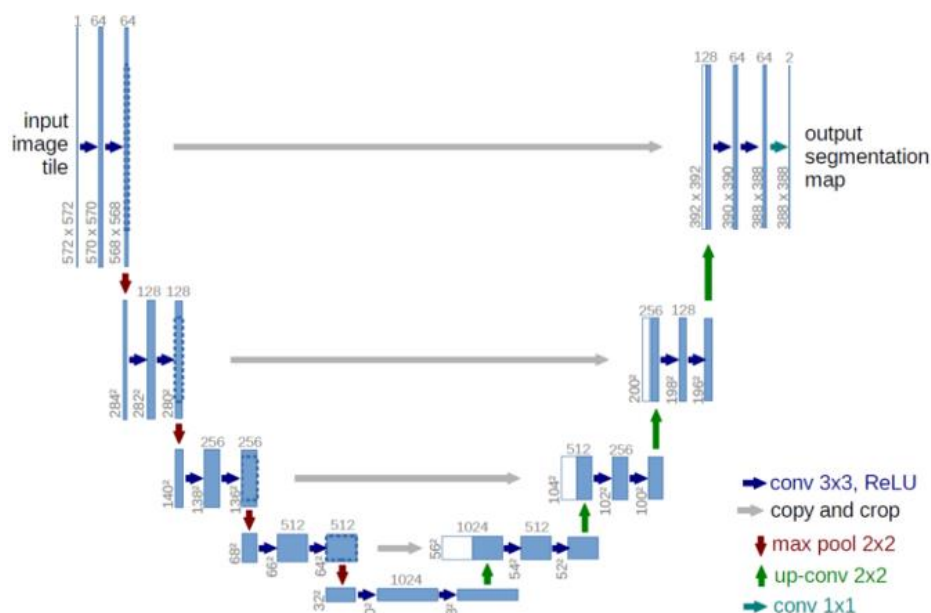 1 64 64
128 64 64 2
input
image
tile
output
segmentation
map
572 x 572
570 x 570
568 x 568
392 x 392
390 x 390
388 x 388
388 x 388
128 128
256 128
284²
282²
280²
200²
198²
196²
256 256
512 256
140²
138²
136²
104²
102²
100²
512 512
1024 512
68²
66²
64²
56²
54²
52²
1024
32²
conv 3x3, ReLU
copy and crop
max pool 2x2
up-conv 2x2
conv 1x1